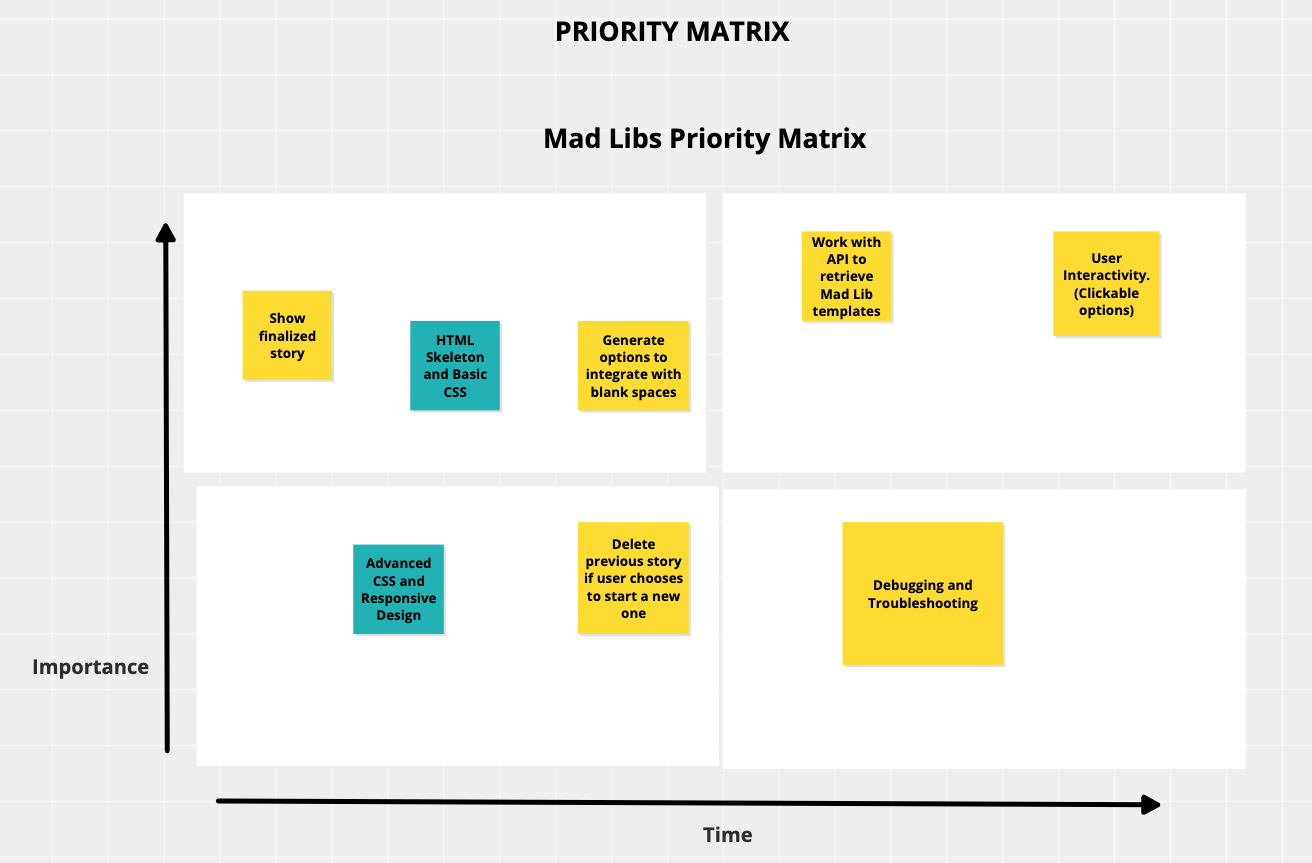 PRIORITY MATRIX
Mad Libs Priority Matrix
Show
finalized
story
HTML
Skeleton
and Basic
CSS
Generate
options to
integrate with
blank spaces
Work with
API to
retrieve
Mad Lib
templates
User
Interactivity.
(Clickable
options)
Advanced
CSS and
Responsive
Design
Delete
previous story
if user chooses
to start a new
one
Debugging and
Troubleshooting
Importance
Time